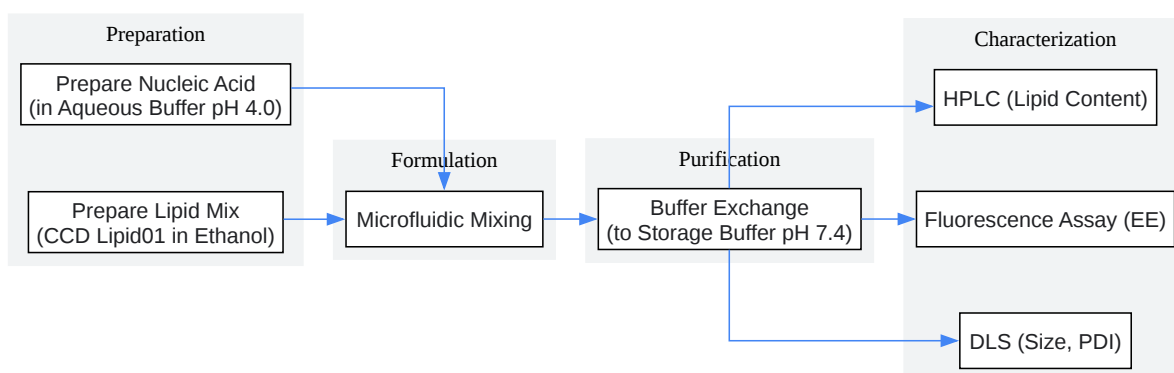 Preparation
Prepare Nucleic Acid
(in Aqueous Buffer pH 4.0)
Prepare Lipid Mix
(CCD Lipid01 in Ethanol)
Formulation
Microfluidic Mixing
Purification
Buffer Exchange
(to Storage Buffer pH 7.4)
Characterization
HPLC (Lipid Content)
Fluorescence Assay (EE)
DLS (Size, PDI)